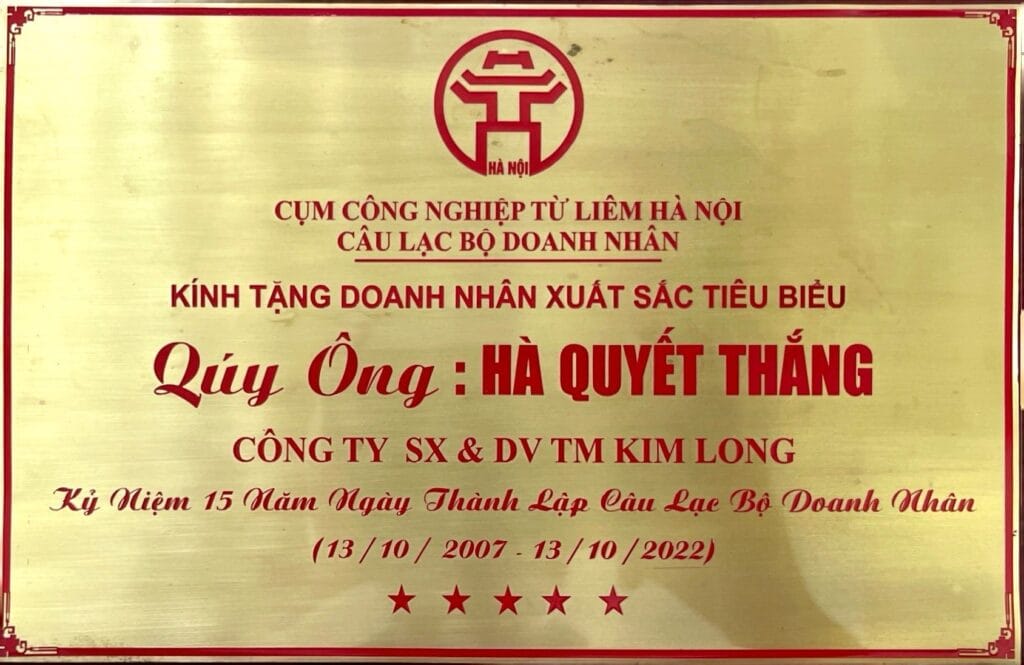 HÀ NỘI
CỤM CÔNG NGHIỆP TỪ LIÊM HÀ NỘI
CÂU LẠC BỘ DOANH NHÂN
KÍNH TẶNG DOANH NHÂN XUẤT SẮC TIÊU BIỂU
Qúy Ông : HÀ QUYẾT THẮNG
CÔNG TY SX & DV TM KIM LONG
Kỷ Niệm 15 Năm Ngày Thành Lập Câu Lạc Bộ Doanh Nhân
(13 / 10 / 2007 - 13 / 10 / 2022)